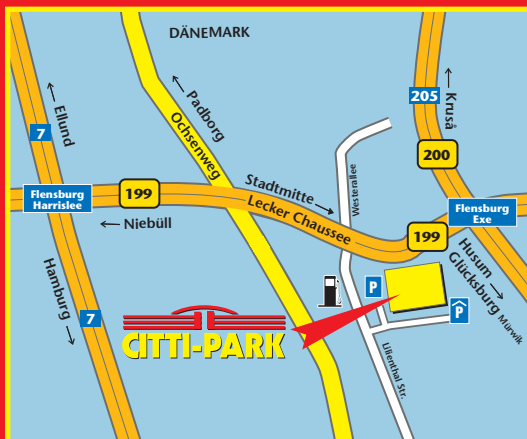 DÄNEMARK
← Ellund
7
← Padborg
Ochsenweg
205
← Kruså
200
Flensburg
Harrislee
199
← Niebüll
Stadtmitte →
Lecker Chaussee
Westerallee
Flensburg
Exe
199
Husum
Glücksburg Mürwik →
Hamburg →
7
P
P
CITTI-PARK
Lilienthal Str.